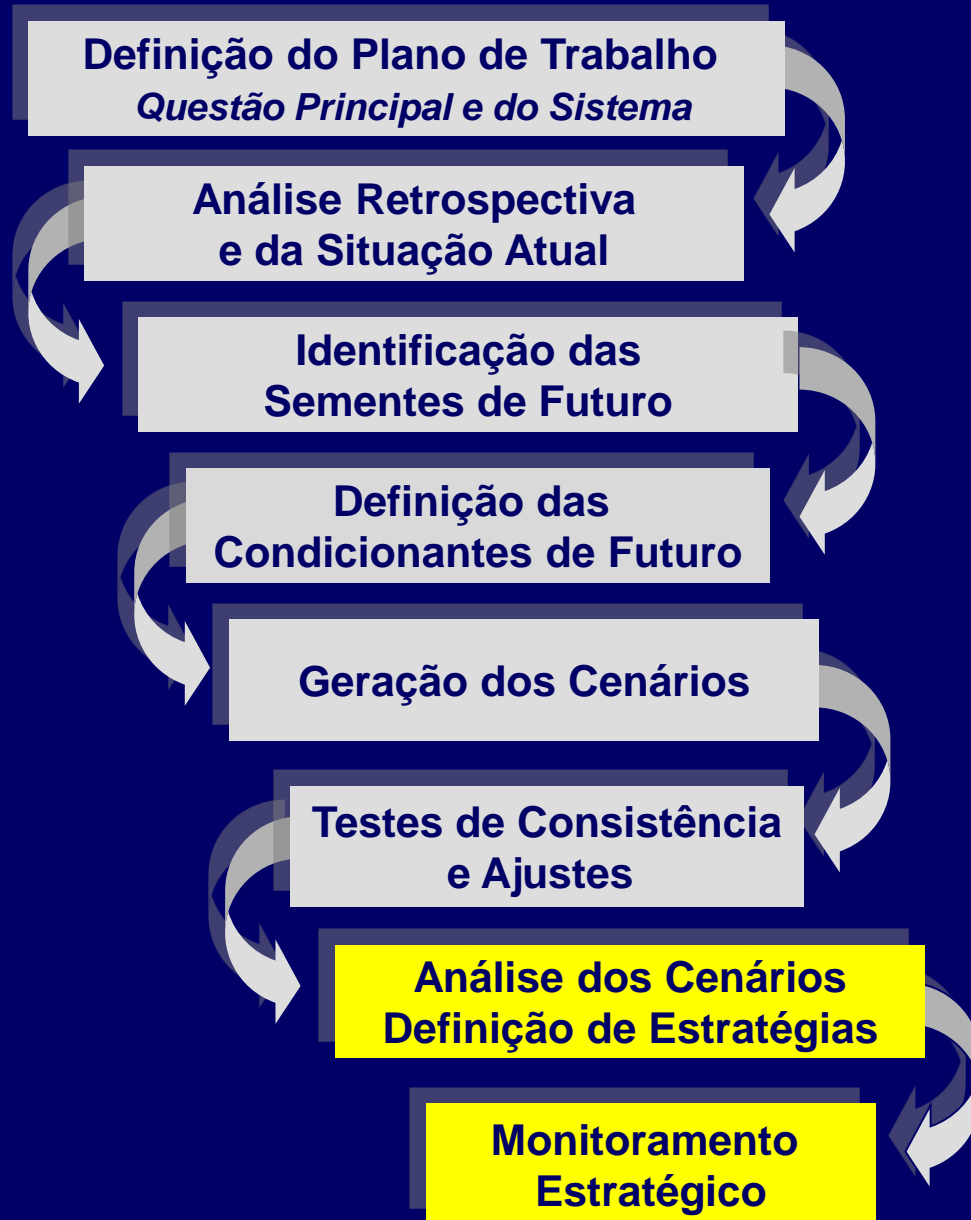 Definição do Plano de Trabalho
Questão Principal e do Sistema
Análise Retrospectiva
e da Situação Atual
Identificação das
Sementes de Futuro
Definição das
Condicionantes de Futuro
Geração dos Cenários
Testes de Consistência
e Ajustes
Análise dos Cenários
Definição de Estratégias
Monitoramento
Estratégico